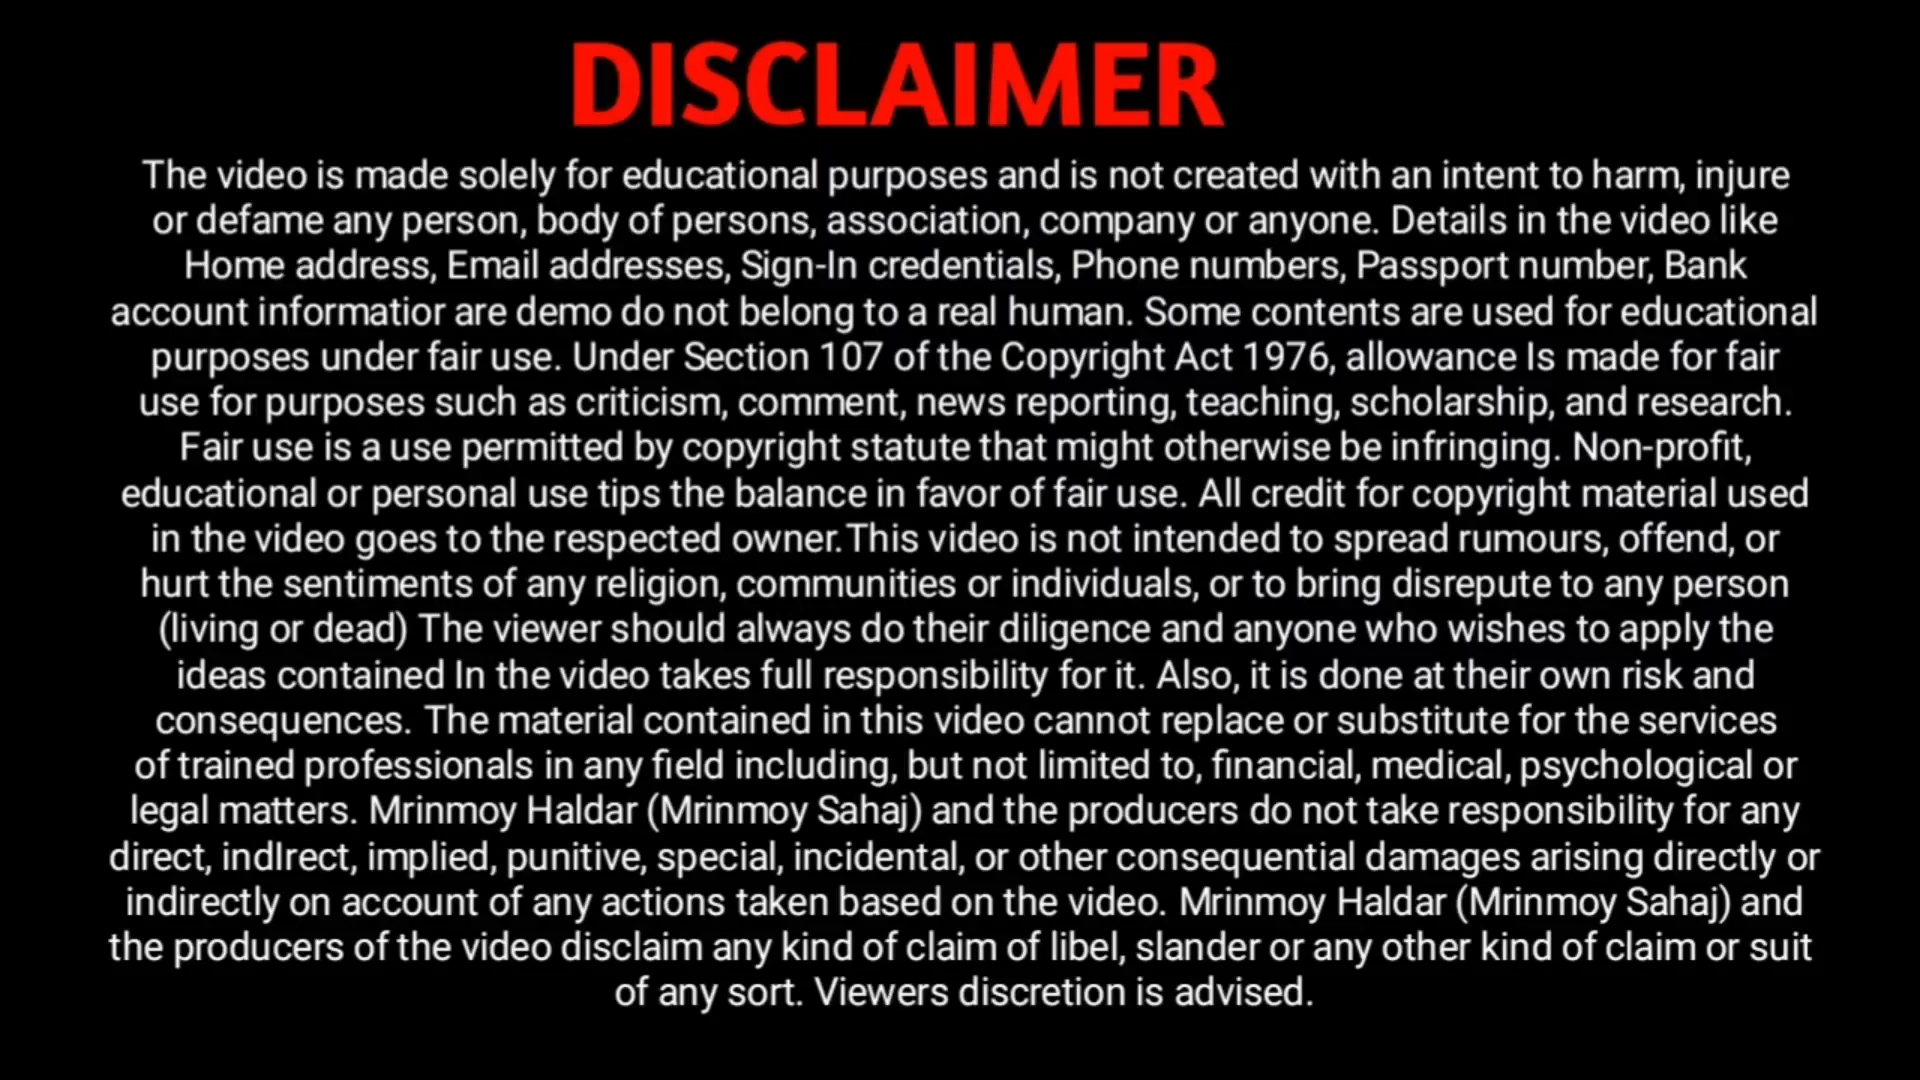 DISCLAIMER
The video is made solely for educational purposes and is not created with an intent to harm, injure
or defame any person, body of persons, association, company or anyone. Details in the video like
Home address, Email addresses, Sign-In credentials, Phone numbers, Passport number, Bank
account informatior are demo do not belong to a real human. Some contents are used for educational
purposes under fair use. Under Section 107 of the Copyright Act 1976, allowance Is made for fair
use for purposes such as criticism, comment, news reporting, teaching, scholarship, and research.
Fair use is a use permitted by copyright statute that might otherwise be infringing. Non-profit,
educational or personal use tips the balance in favor of fair use. All credit for copyright material used
in the video goes to the respected owner.This video is not intended to spread rumours, offend, or
hurt the sentiments of any religion, communities or individuals, or to bring disrepute to any person
(living or dead) The viewer should always do their diligence and anyone who wishes to apply the
ideas contained In the video takes full responsibility for it. Also, it is done at their own risk and
consequences. The material contained in this video cannot replace or substitute for the services
of trained professionals in any field including, but not limited to, financial, medical, psychological or
legal matters. Mrinmoy Haldar (Mrinmoy Sahaj) and the producers do not take responsibility for any
direct, indIrect, implied, punitive, special, incidental, or other consequential damages arising directly or
indirectly on account of any actions taken based on the video. Mrinmoy Haldar (Mrinmoy Sahaj) and
the producers of the video disclaim any kind of claim of libel, slander or any other kind of claim or suit
of any sort. Viewers discretion is advised.